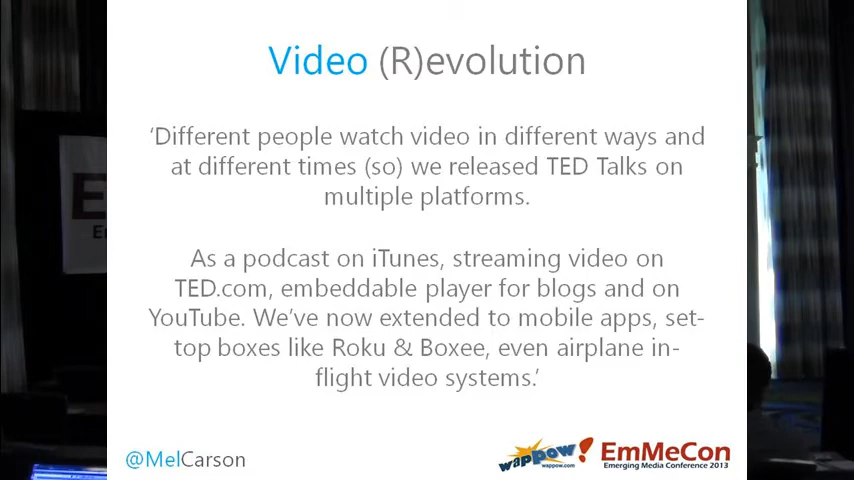 Video (R)evolution
‘Different people watch video in different ways and
at different times (so) we released TED Talks on
multiple platforms.
As a podcast on iTunes, streaming video on
TED.com, embeddable player for blogs and on
YouTube. We’ve now extended to mobile apps, set-
top boxes like Roku & Boxee, even airplane in-
flight video systems.’
@MelCarson
wappow!
wappow.com
EmMeCon
Emerging Media Conference 2013